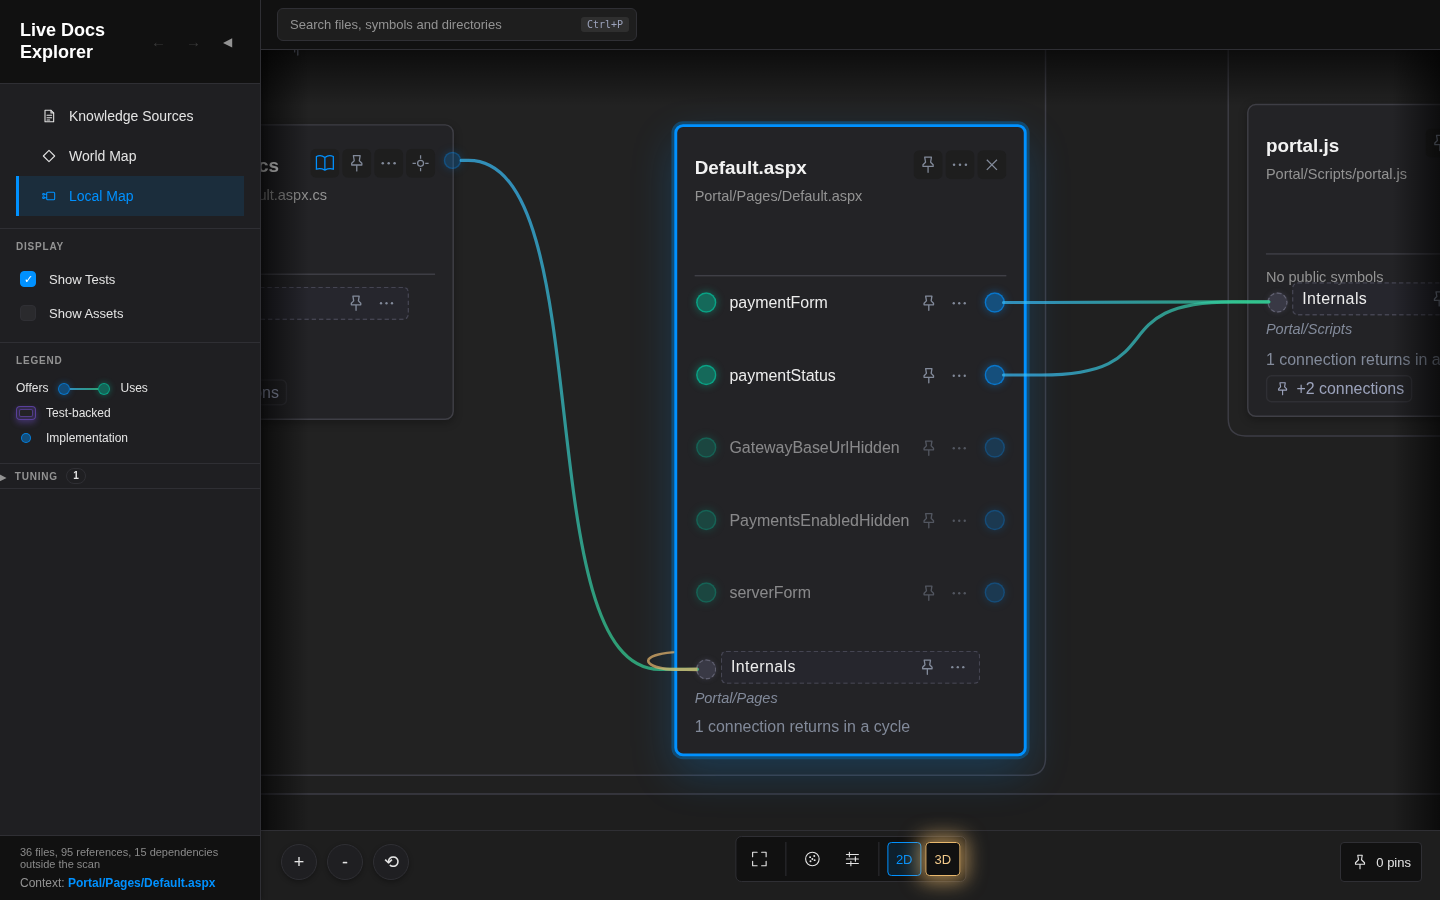 Live Docs
Explorer
Search files, symbols and directories
Ctrl+P
Knowledge Sources
World Map
Local Map
DISPLAY
Show Tests
Show Assets
LEGEND
Offers
Uses
Test-backed
Implementation
TUNING 1
36 files, 95 references, 15 dependencies
outside the scan
Context: Portal/Pages/Default.aspx
cs
ult.aspx.cs
ns
Default.aspx
Portal/Pages/Default.aspx
paymentForm
paymentStatus
GatewayBaseUrlHidden
PaymentsEnabledHidden
serverForm
Internals
Portal/Pages
1 connection returns in a cycle
portal.js
Portal/Scripts/portal.js
No public symbols
Internals
Portal/Scripts
1 connection returns in a
+2 connections
+
-
2D
3D
0 pins